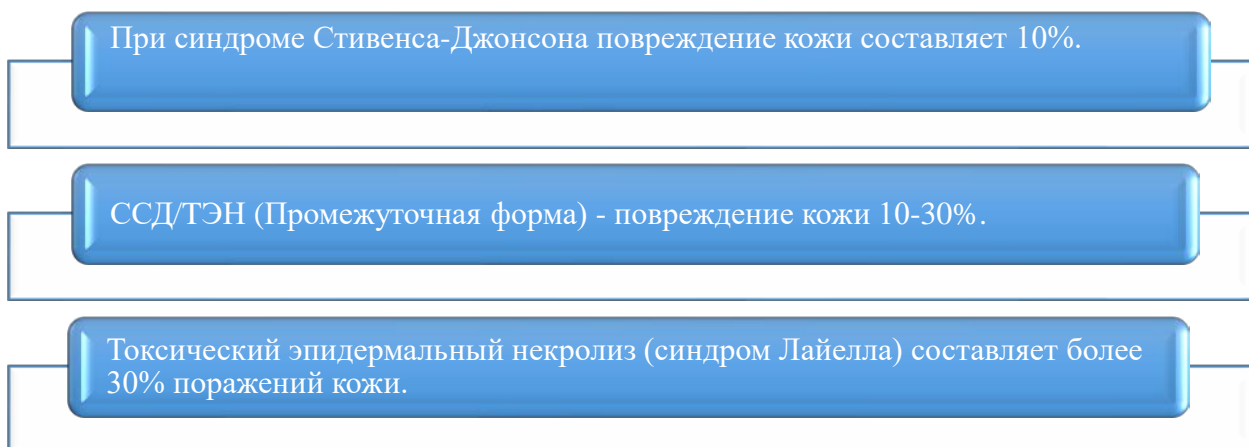 При синдроме Стивенса-Джонсона повреждение кожи составляет 10%.
ССД/ТЭН (Промежуточная форма) - повреждение кожи 10-30%.
Токсический эпидермальный некролиз (синдром Лайелла) составляет более
30% поражений кожи.